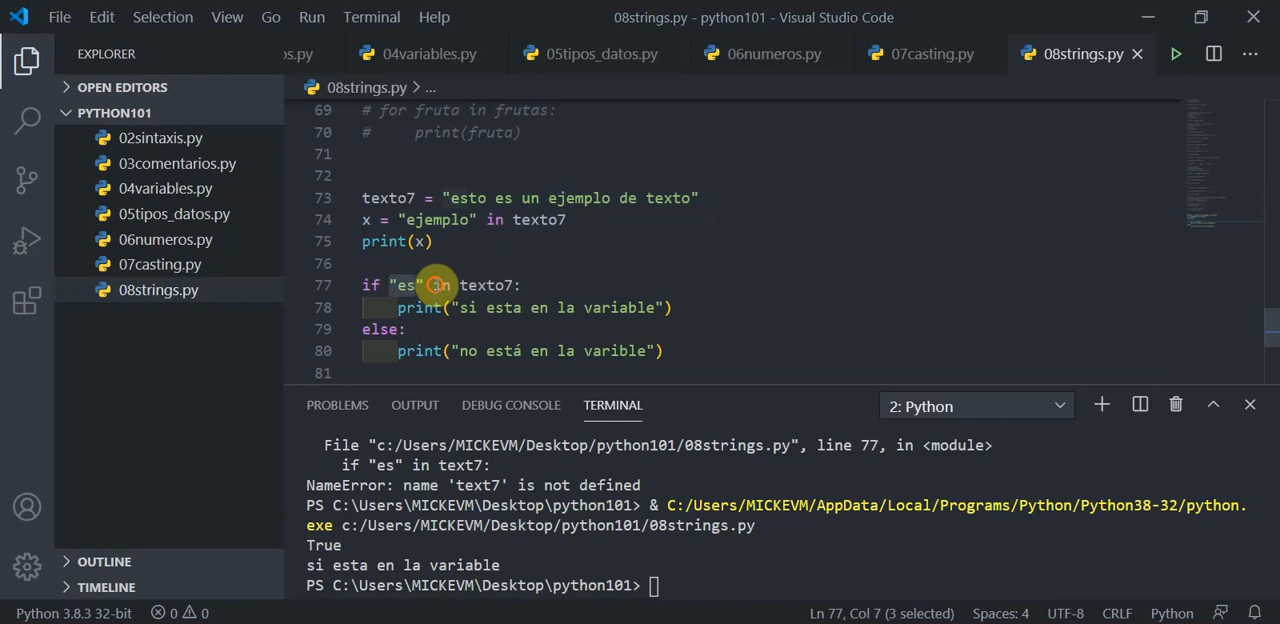 File Edit Selection View Go Run Terminal Help 08strings.py - python101 - Visual Studio Code
EXPLORER
os.py 04variables.py 05tipos_datos.py 06numeros.py 07casting.py 08strings.py
OPEN EDITORS
PYTHON101
02sintaxis.py
03comentarios.py
04variables.py
05tipos_datos.py
06numeros.py
07casting.py
08strings.py
OUTLINE
TIMELINE
08strings.py > ...
69 # for fruta in frutas:
70 #     print(fruta)
71
72
73 texto7 = "esto es un ejemplo de texto"
74 x = "ejemplo" in texto7
75 print(x)
76
77 if "es" in texto7:
78     print("si esta en la variable")
79 else:
80     print("no está en la varible")
81
PROBLEMS OUTPUT DEBUG CONSOLE TERMINAL 2: Python
File "c:/Users/MICKEVM/Desktop/python101/08strings.py", line 77, in <module>
if "es" in text7:
NameError: name 'text7' is not defined
PS C:\Users\MICKEVM\Desktop\python101> & C:/Users/MICKEVM/AppData/Local/Programs/Python/Python38-32/python.
exe c:/Users/MICKEVM/Desktop/python101/08strings.py
True
si esta en la variable
PS C:\Users\MICKEVM\Desktop\python101>
Python 3.8.3 32-bit 0 0 Ln 77, Col 7 (3 selected) Spaces: 4 UTF-8 CRLF Python